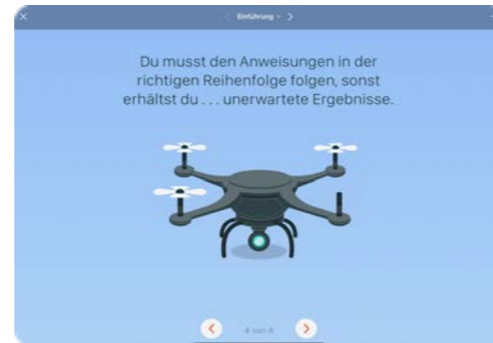 Einführung
Du musst den Anweisungen in der
richtigen Reihenfolge folgen, sonst
erhältst du . . . unerwartete Ergebnisse.
4 von 8